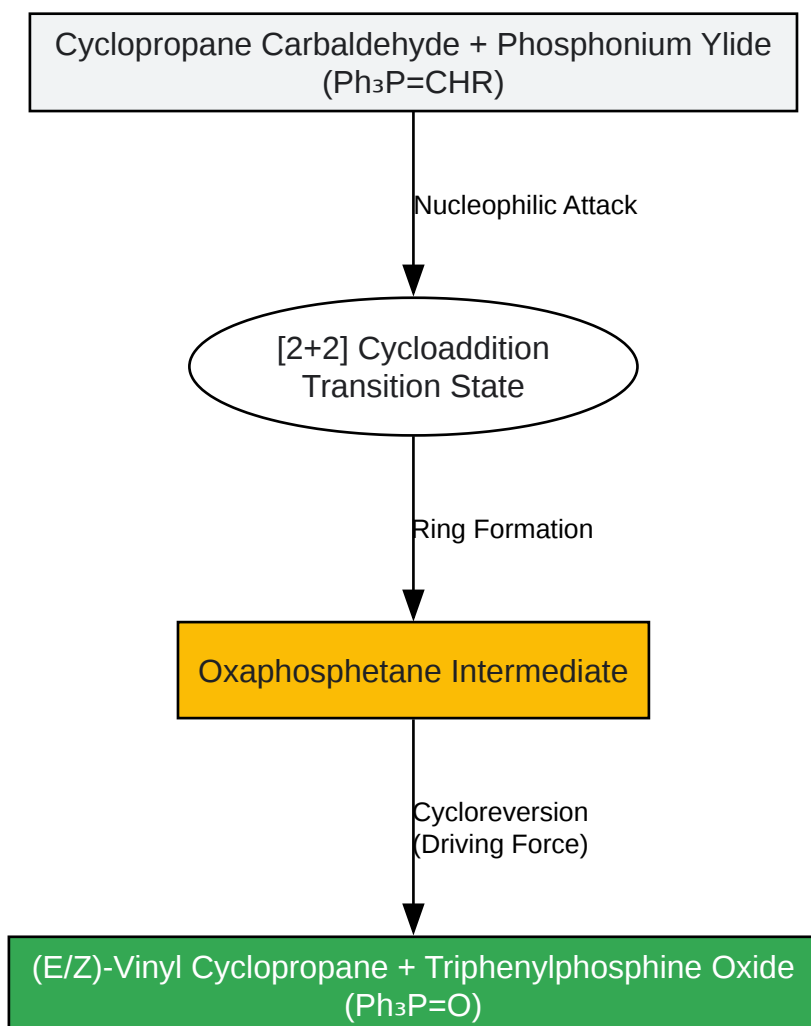 Cyclopropane Carbaldehyde + Phosphonium Ylide
(Ph₃P=CHR)
Nucleophilic Attack
[2+2] Cycloaddition
Transition State
Ring Formation
Oxaphosphetane Intermediate
Cycloreversion
(Driving Force)
(E/Z)-Vinyl Cyclopropane + Triphenylphosphine Oxide
(Ph₃P=O)